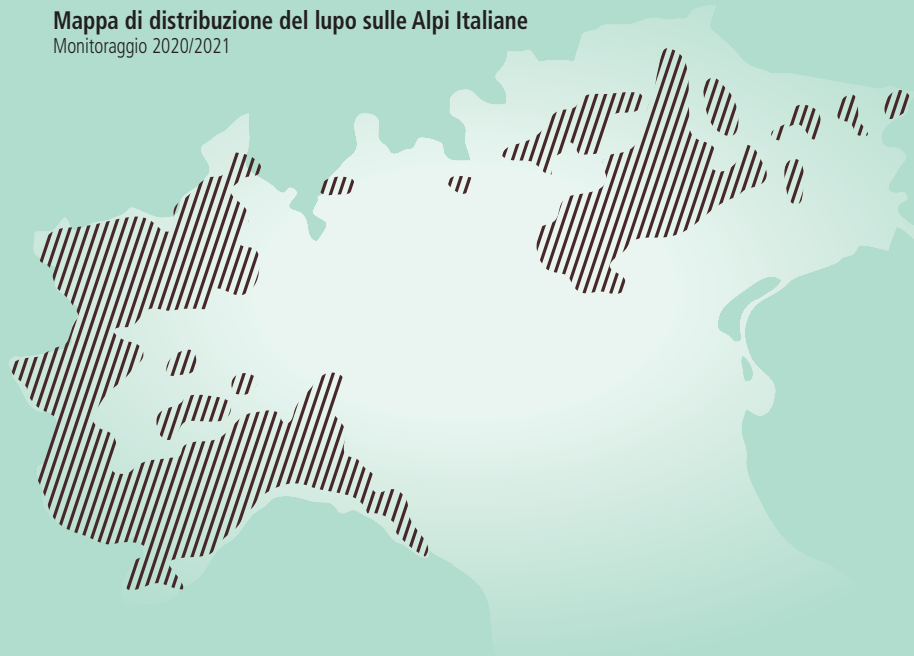 Mappa di distribuzione del lupo sulle Alpi Italiane
Monitoraggio 2020/2021